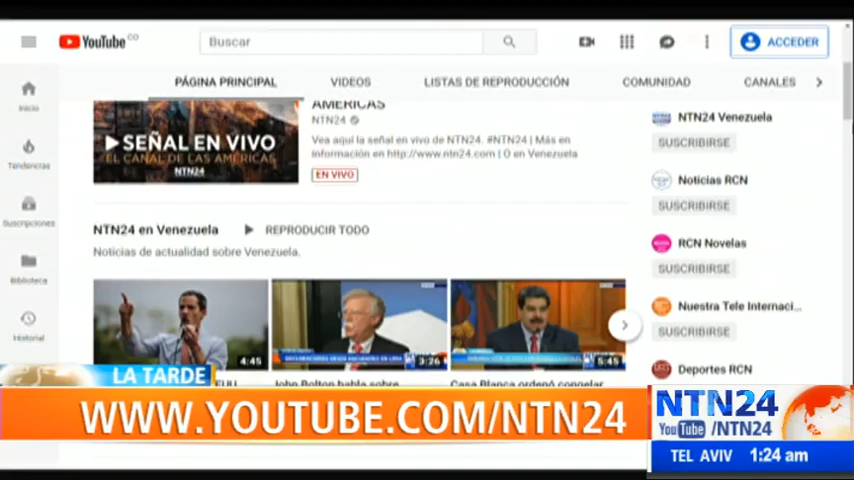 YouTube CO
Buscar
ACCEDER
PÁGINA PRINCIPAL
VIDEOS
LISTAS DE REPRODUCCIÓN
COMUNIDAD
CANALES
Inicio
Tendencias
Suscripciones
Biblioteca
Historial
SEÑAL EN VIVO
EL CANAL DE LAS AMÉRICAS
NTN24
AMÉRICAS
NTN24
Vea aquí la señal en vivo de NTN24. #NTN24 | Más en
información en http://www.ntn24.com | O en Venezuela
EN VIVO
NTN24 en Venezuela
REPRODUCIR TODO
Noticias de actualidad sobre Venezuela.
4:45
3:26
5:45
EEUU
John Bolton habla sobre
Casa Blanca ordenó congelar
NTN24 Venezuela
SUSCRIBIRSE
Noticias RCN
SUSCRIBIRSE
RCN Novelas
SUSCRIBIRSE
Nuestra Tele Internaci...
SUSCRIBIRSE
Deportes RCN
LA TARDE
WWW.YOUTUBE.COM/NTN24
NTN24
YouTube /NTN24
TEL AVIV 1:24 am